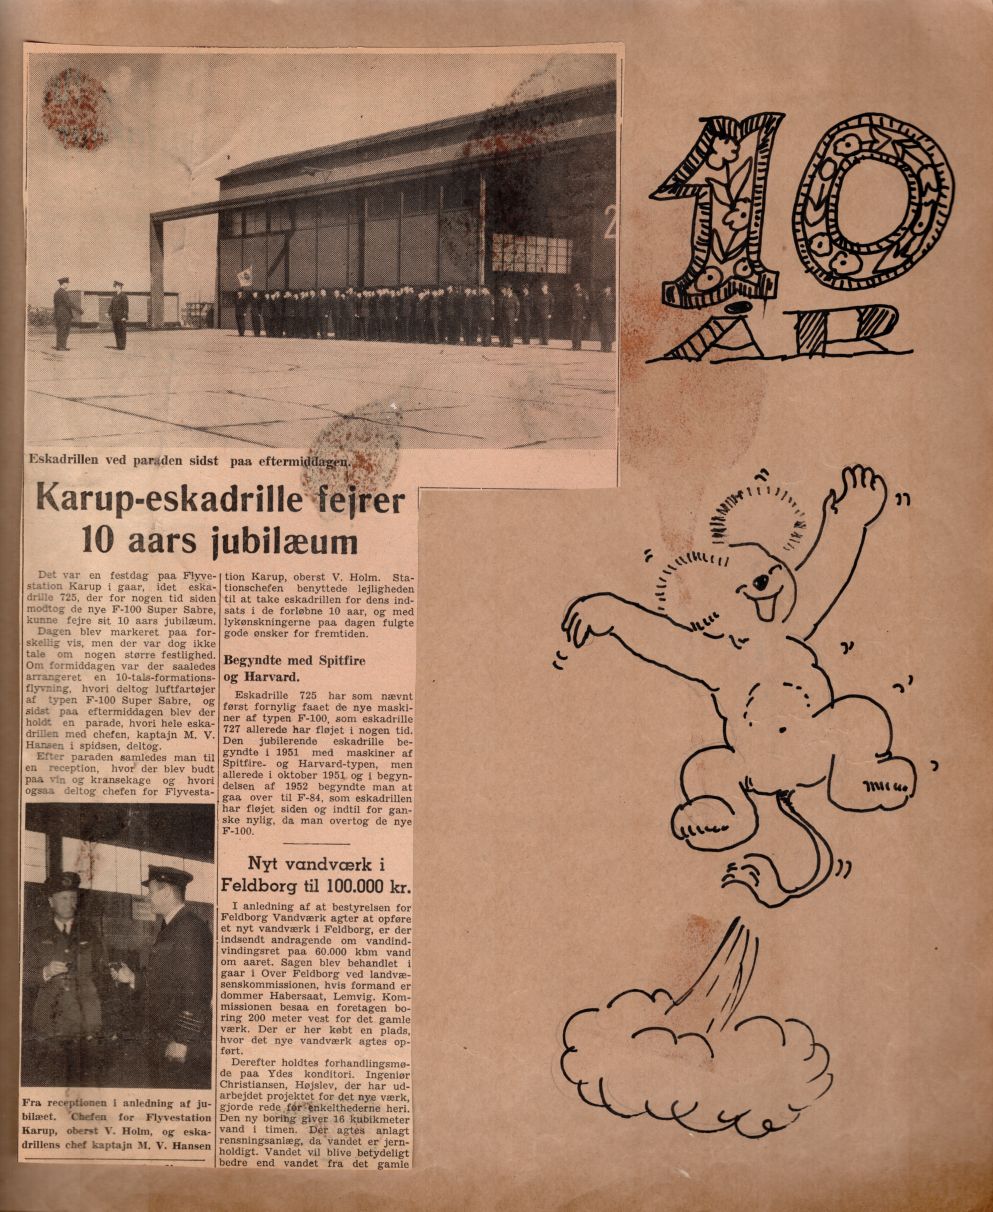 2
10
ÅR
Eskadrillen ved paraden sidst paa eftermiddagen.
Karup-eskadrille fejrer
10 aars jubilæum
Det var en festdag paa Flyve-
station Karup i gaar, idet eska-
drille 725, der for nogen tid siden
modtog de nye F-100 Super Sabre,
kunne fejre sit 10 aars jubilæum.
Dagen blev markeret paa for-
skellig vis, men der var dog ikke
tale om nogen større festlighed.
Om formiddagen var der saaledes
arrangeret en 10-tals-formations-
flyvning, hvori deltog luftfartøjer
af typen F-100 Super Sabre, og
sidst paa eftermiddagen blev der
holdt en parade, hvori hele eska-
drillen med chefen, kaptajn M. V.
Hansen i spidsen, deltog.
Efter paraden samledes man til
en reception, hvor der blev budt
paa vin og kransekage og hvori
ogsaa deltog chefen for Flyvesta-
tion Karup, oberst V. Holm. Sta-
tionschefen benyttede lejligheden
til at take eskadrillen for dens ind-
sats i de forløbne 10 aar, og med
lykønskningerne paa dagen fulgte
gode ønsker for fremtiden.
Begyndte med Spitfire
og Harvard.
Eskadrille 725 har som nævnt
først fornylig faaet de nye maski-
ner af typen F-100, som eskadrille
727 allerede har fløjet i nogen tid.
Den jubilerende eskadrille be-
gyndte i 1951 med maskiner af
Spitfire- og Harvard-typen, men
allerede i oktober 1951 og i begyn-
delsen af 1952 begyndte man at
gaa over til F-84, som eskadrillen
har fløjet siden og indtil for gan-
ske nylig, da man overtog de nye
F-100.
Fra receptionen i anledning af ju-
bilæet. Chefen for Flyvestation
Karup, oberst V. Holm, og eska-
drillens chef kaptajn M. V. Hansen
Nyt vandværk i
Feldborg til 100.000 kr.
I anledning af at bestyrelsen for
Feldborg Vandværk agter at opføre
et nyt vandværk i Feldborg, er der
indsendt andragende om vandind-
vindingsret paa 60.000 kbm vand
om aaret. Sagen blev behandlet i
gaar i Over Feldborg ved landvæ-
senskommissionen, hvis formand er
dommer Habersaat, Lemvig. Kom-
missionen besaa en foretagen bo-
ring 200 meter vest for det gamle
værk. Der er her købt en plads,
hvor det nye vandværk agtes op-
ført.
Derefter holdtes forhandlingsmø-
de paa Ydes konditori. Ingeniør
Christiansen, Højslev, der har ud-
arbejdet projektet for det nye værk,
gjorde rede for enkelthederne heri.
Den ny boring giver 16 kubikmeter
vand i timen. Der agtes anlagt
rensningsanlæg, da vandet er jern-
holdigt. Vandet vil blive betydeligt
bedre end vandet fra det gamle